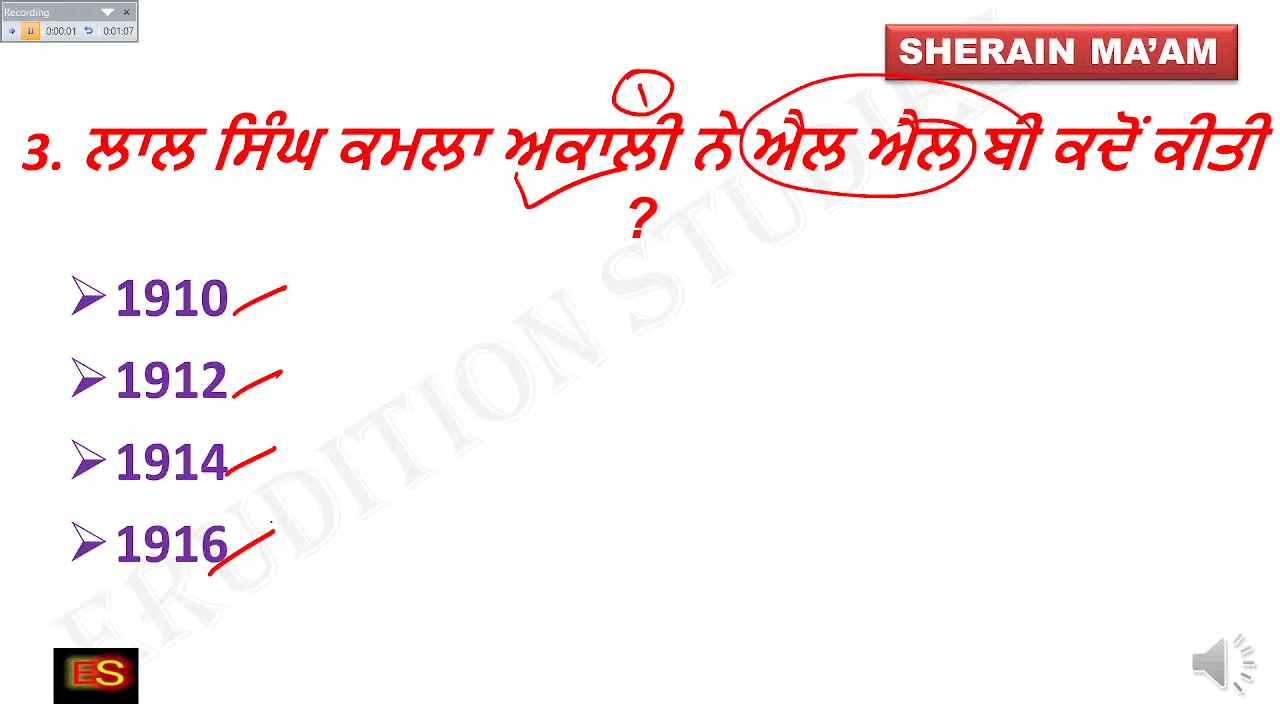 Recording
0:00:01 0:01:07
SHERAIN MA’AM
3. ਲਾਲ ਸਿੰਘ ਕਮਲਾ ਅਕਾਲੀ ਨੇ ਐਲ ਐਲ ਬੀ ਕਦੋਂ ਕੀਤੀ
?
1910
1912
1914
1916
ERUDITION STUDIES
ES